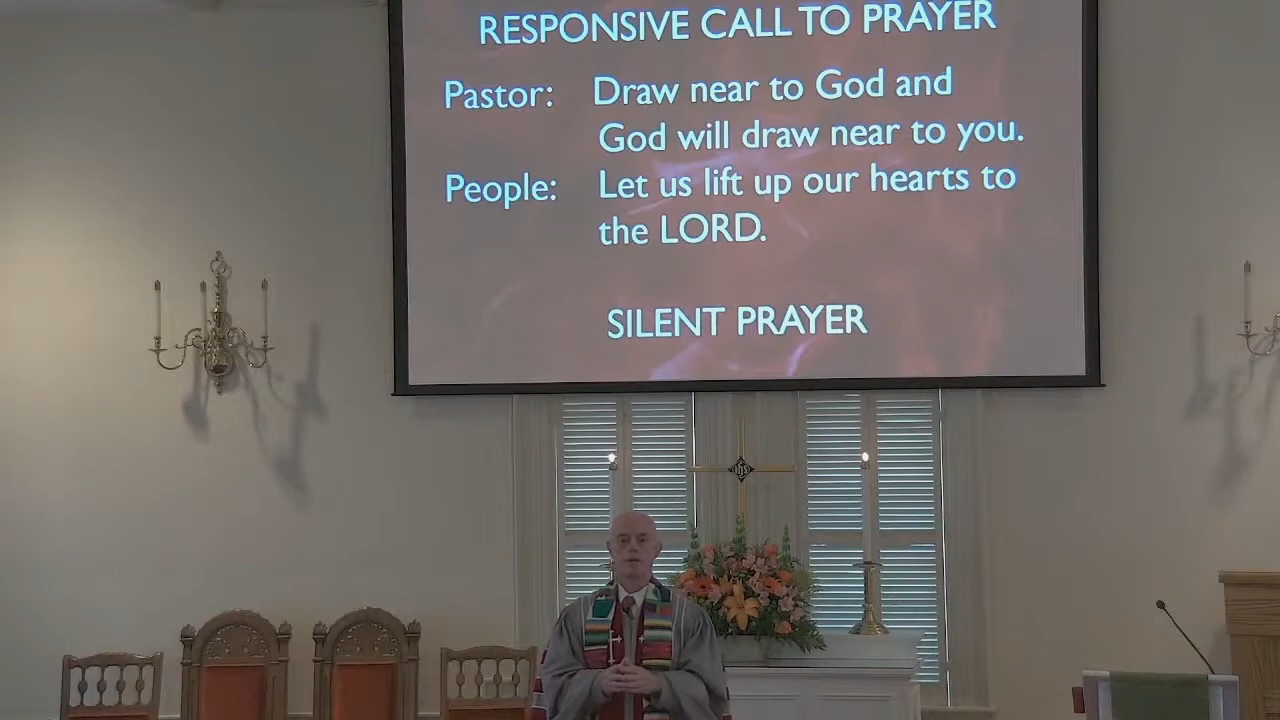 RESPONSIVE CALL TO PRAYER
Pastor: Draw near to God and
God will draw near to you.
People: Let us lift up our hearts to
the LORD.
SILENT PRAYER